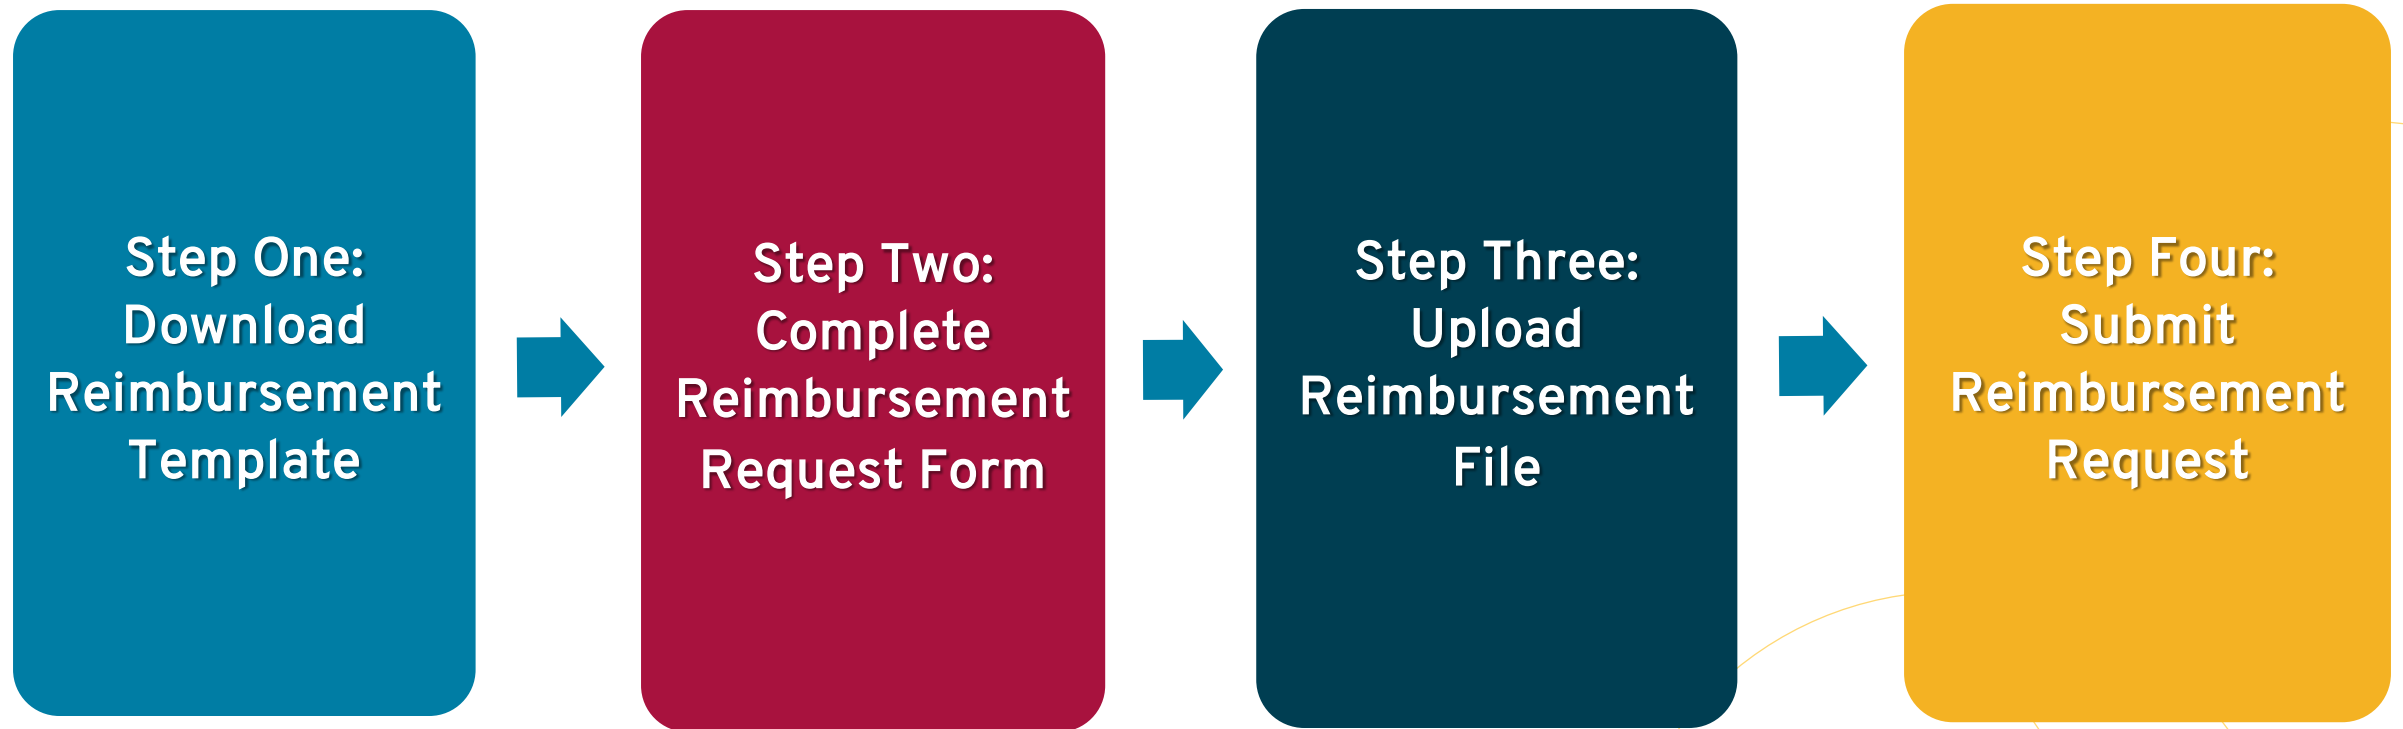 Step One:
Download
Reimbursement
Template
Step Two:
Complete
Reimbursement
Request Form
Step Three:
Upload
Reimbursement
File
Step Four:
Submit
Reimbursement
Request